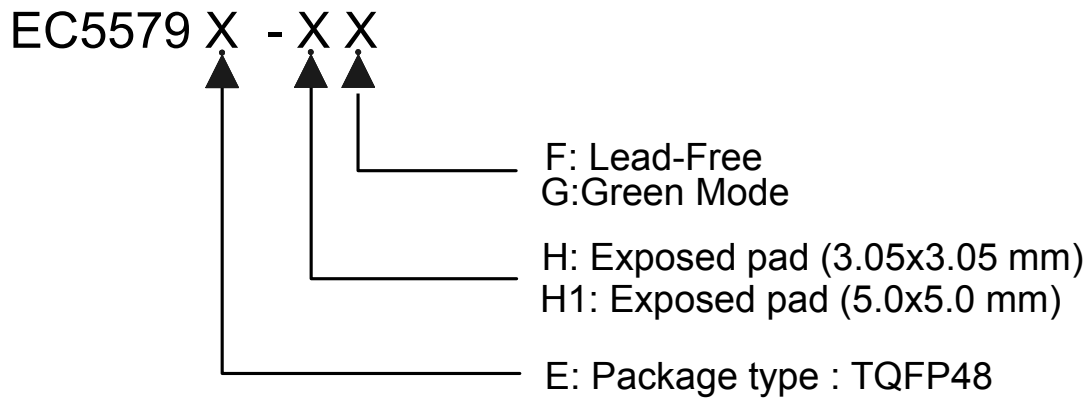 EC5579 X - X X
F: Lead-Free
G:Green Mode
H: Exposed pad (3.05x3.05 mm)
H1: Exposed pad (5.0x5.0 mm)
E: Package type : TQFP48